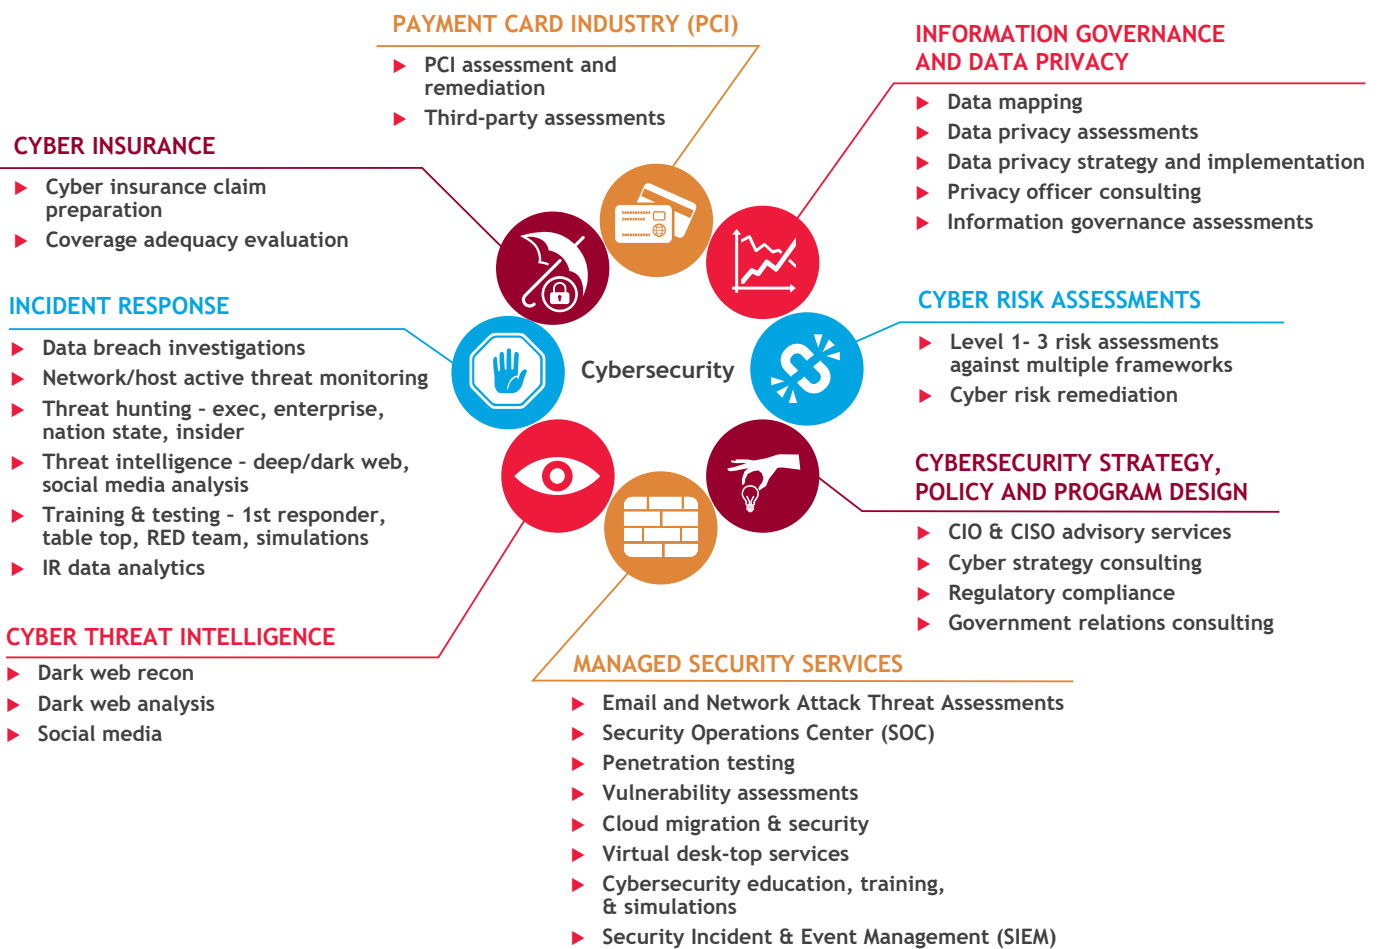 PAYMENT CARD INDUSTRY (PCI)
PCI assessment and
remediation
Third-party assessments
INFORMATION GOVERNANCE
AND DATA PRIVACY
Data mapping
Data privacy assessments
Data privacy strategy and implementation
Privacy officer consulting
Information governance assessments
CYBER INSURANCE
Cyber insurance claim
preparation
Coverage adequacy evaluation
INCIDENT RESPONSE
Data breach investigations
Network/host active threat monitoring
Threat hunting – exec, enterprise,
nation state, insider
Threat intelligence – deep/dark web,
social media analysis
Training & testing – 1st responder,
table top, RED team, simulations
IR data analytics
Cybersecurity
CYBER RISK ASSESSMENTS
Level 1- 3 risk assessments
against multiple frameworks
Cyber risk remediation
CYBERSECURITY STRATEGY,
POLICY AND PROGRAM DESIGN
CIO & CISO advisory services
Cyber strategy consulting
Regulatory compliance
Government relations consulting
CYBER THREAT INTELLIGENCE
Dark web recon
Dark web analysis
Social media
MANAGED SECURITY SERVICES
Email and Network Attack Threat Assessments
Security Operations Center (SOC)
Penetration testing
Vulnerability assessments
Cloud migration & security
Virtual desk-top services
Cybersecurity education, training,
& simulations
Security Incident & Event Management (SIEM)